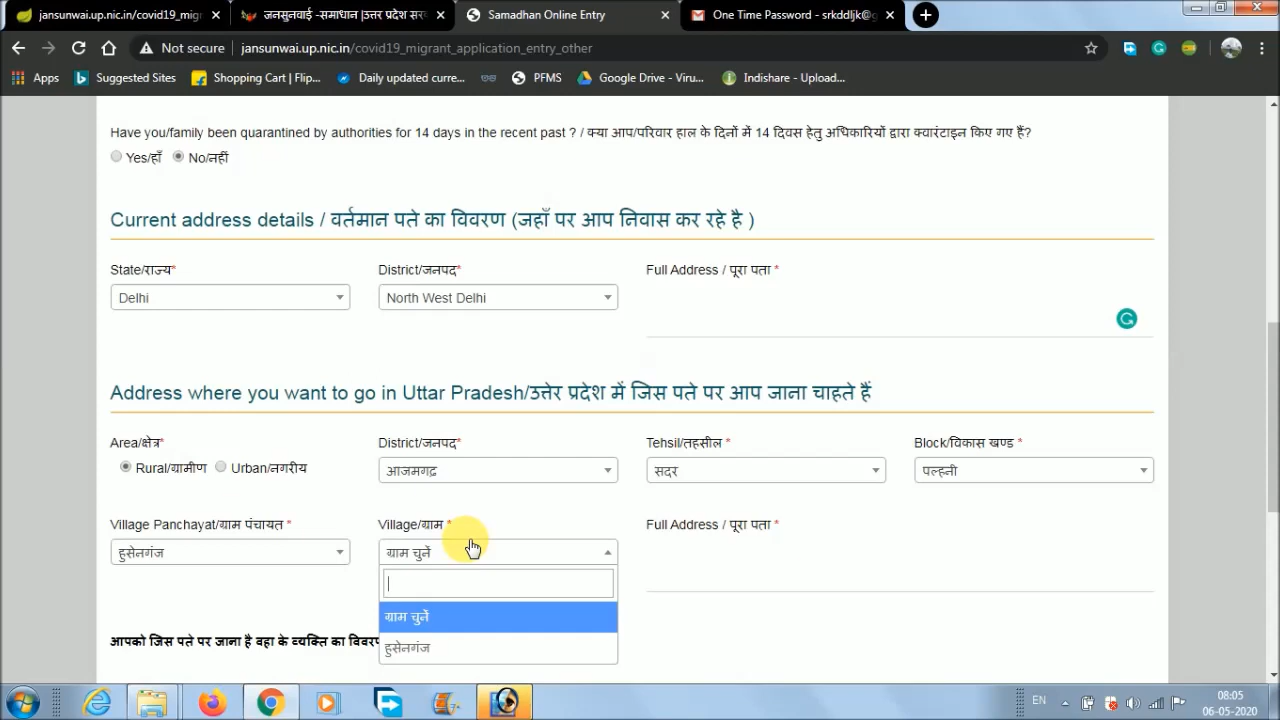 jansunwai.up.nic.in/covid19_migr
जनसुनवाई -समाधान |उत्तर प्रदेश सरक
Samadhan Online Entry
One Time Password - srkddljk@g
Not secure
jansunwai.up.nic.in/covid19_migrant_application_entry_other
Apps
Suggested Sites
Shopping Cart | Flip...
Daily updated curre...
PFMS
Google Drive - Viru...
Indishare - Upload...
Have you/family been quarantined by authorities for 14 days in the recent past ? / क्या आप/परिवार हाल के दिनों में 14 दिवस हेतु अधिकारियों द्वारा क्वारंटाइन किए गए हैं?
Yes/हाँ No/नहीं
Current address details / वर्तमान पते का विवरण (जहाँ पर आप निवास कर रहे है )
State/राज्य* District/जनपद* Full Address / पूरा पता *
Delhi North West Delhi
Address where you want to go in Uttar Pradesh/उत्तेर प्रदेश में जिस पते पर आप जाना चाहते हैं
Area/क्षेत्र* District/जनपद* Tehsil/तहसील * Block/विकास खण्ड *
Rural/ग्रामीण Urban/नगरीय आजमगढ़ सदर पल्हनी
Village Panchayat/ग्राम पंचायत * Village/ग्राम * Full Address / पूरा पता *
हुसेनगंज ग्राम चुनें
ग्राम चुनें
आपको जिस पते पर जाना है वहा के व्यक्ति का विवरण
हुसेनगंज
EN
08:05
06-05-2020